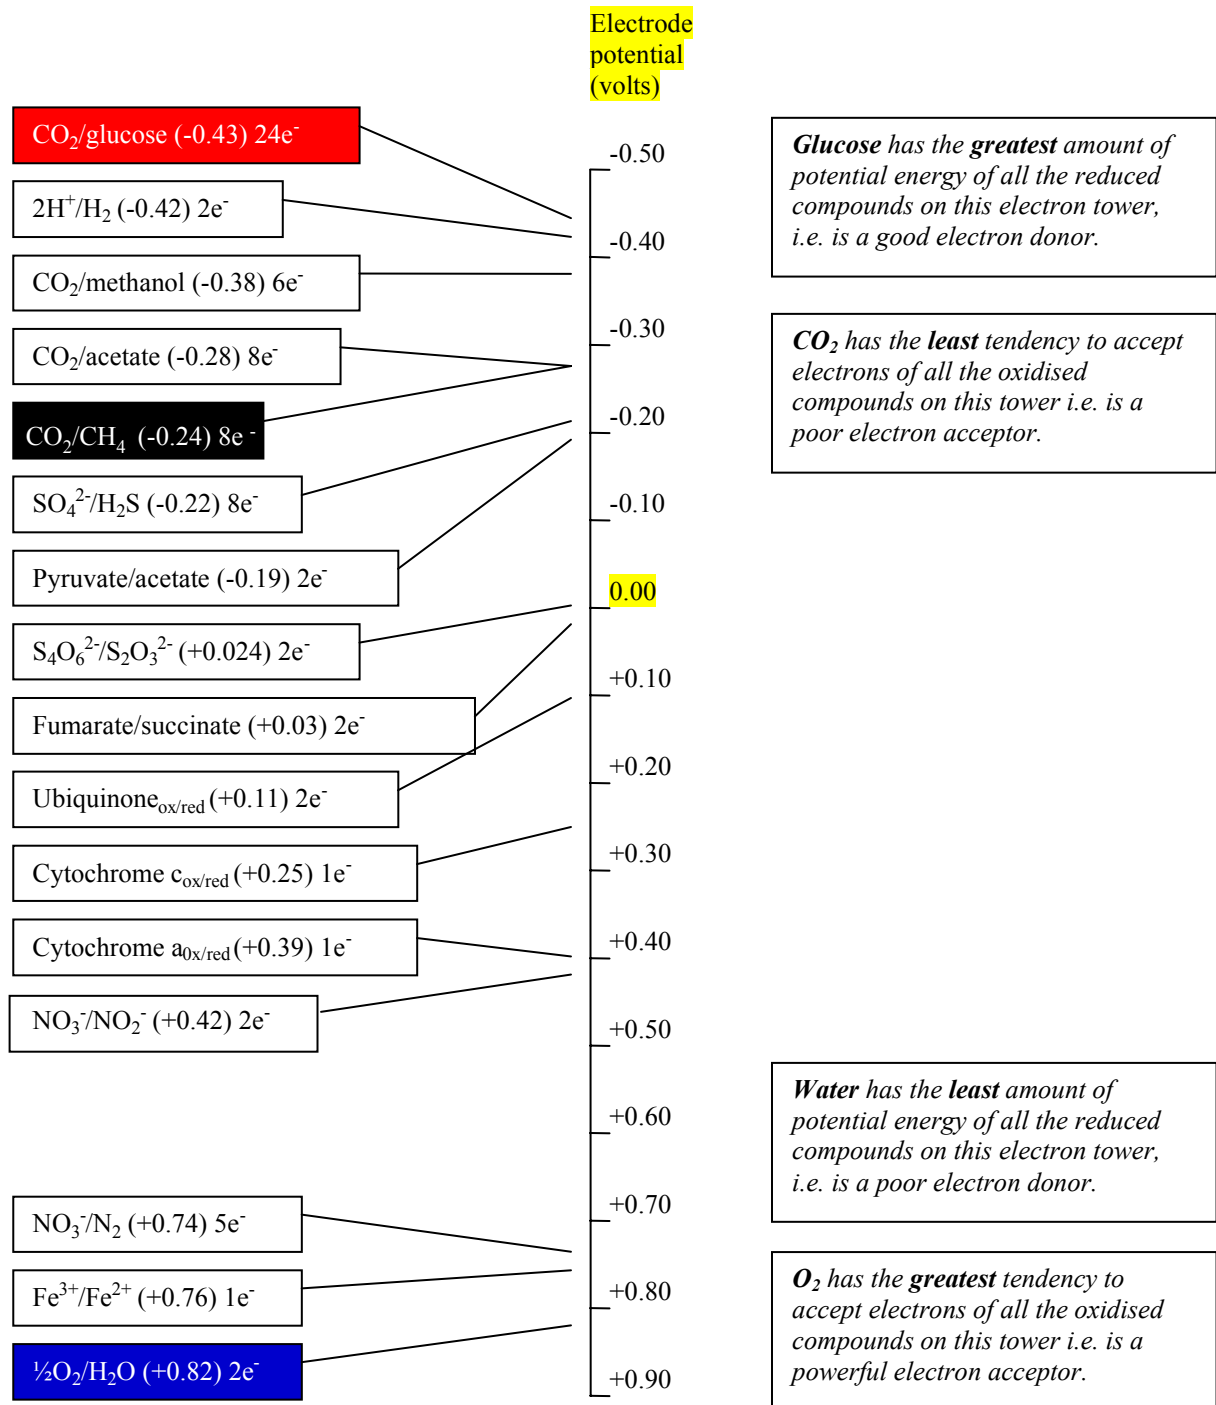 Electrode
potential
(volts)
CO₂/glucose (-0.43) 24e⁻
2H⁺/H₂ (-0.42) 2e⁻
CO₂/methanol (-0.38) 6e⁻
CO₂/acetate (-0.28) 8e⁻
CO₂/CH₄ (-0.24) 8e⁻
SO₄²⁻/H₂S (-0.22) 8e⁻
Pyruvate/acetate (-0.19) 2e⁻
S₄O₆²⁻/S₂O₃²⁻ (+0.024) 2e⁻
Fumarate/succinate (+0.03) 2e⁻
Ubiquinone_ox/red (+0.11) 2e⁻
Cytochrome c_ox/red (+0.25) 1e⁻
Cytochrome a_0x/red (+0.39) 1e⁻
NO₃⁻/NO₂⁻ (+0.42) 2e⁻
NO₃⁻/N₂ (+0.74) 5e⁻
Fe³⁺/Fe²⁺ (+0.76) 1e⁻
½O₂/H₂O (+0.82) 2e⁻
-0.50
-0.40
-0.30
-0.20
-0.10
0.00
+0.10
+0.20
+0.30
+0.40
+0.50
+0.60
+0.70
+0.80
+0.90
Glucose has the greatest amount of
potential energy of all the reduced
compounds on this electron tower,
i.e. is a good electron donor.
CO₂ has the least tendency to accept
electrons of all the oxidised
compounds on this tower i.e. is a
poor electron acceptor.
Water has the least amount of
potential energy of all the reduced
compounds on this electron tower,
i.e. is a poor electron donor.
O₂ has the greatest tendency to
accept electrons of all the oxidised
compounds on this tower i.e. is a
powerful electron acceptor.